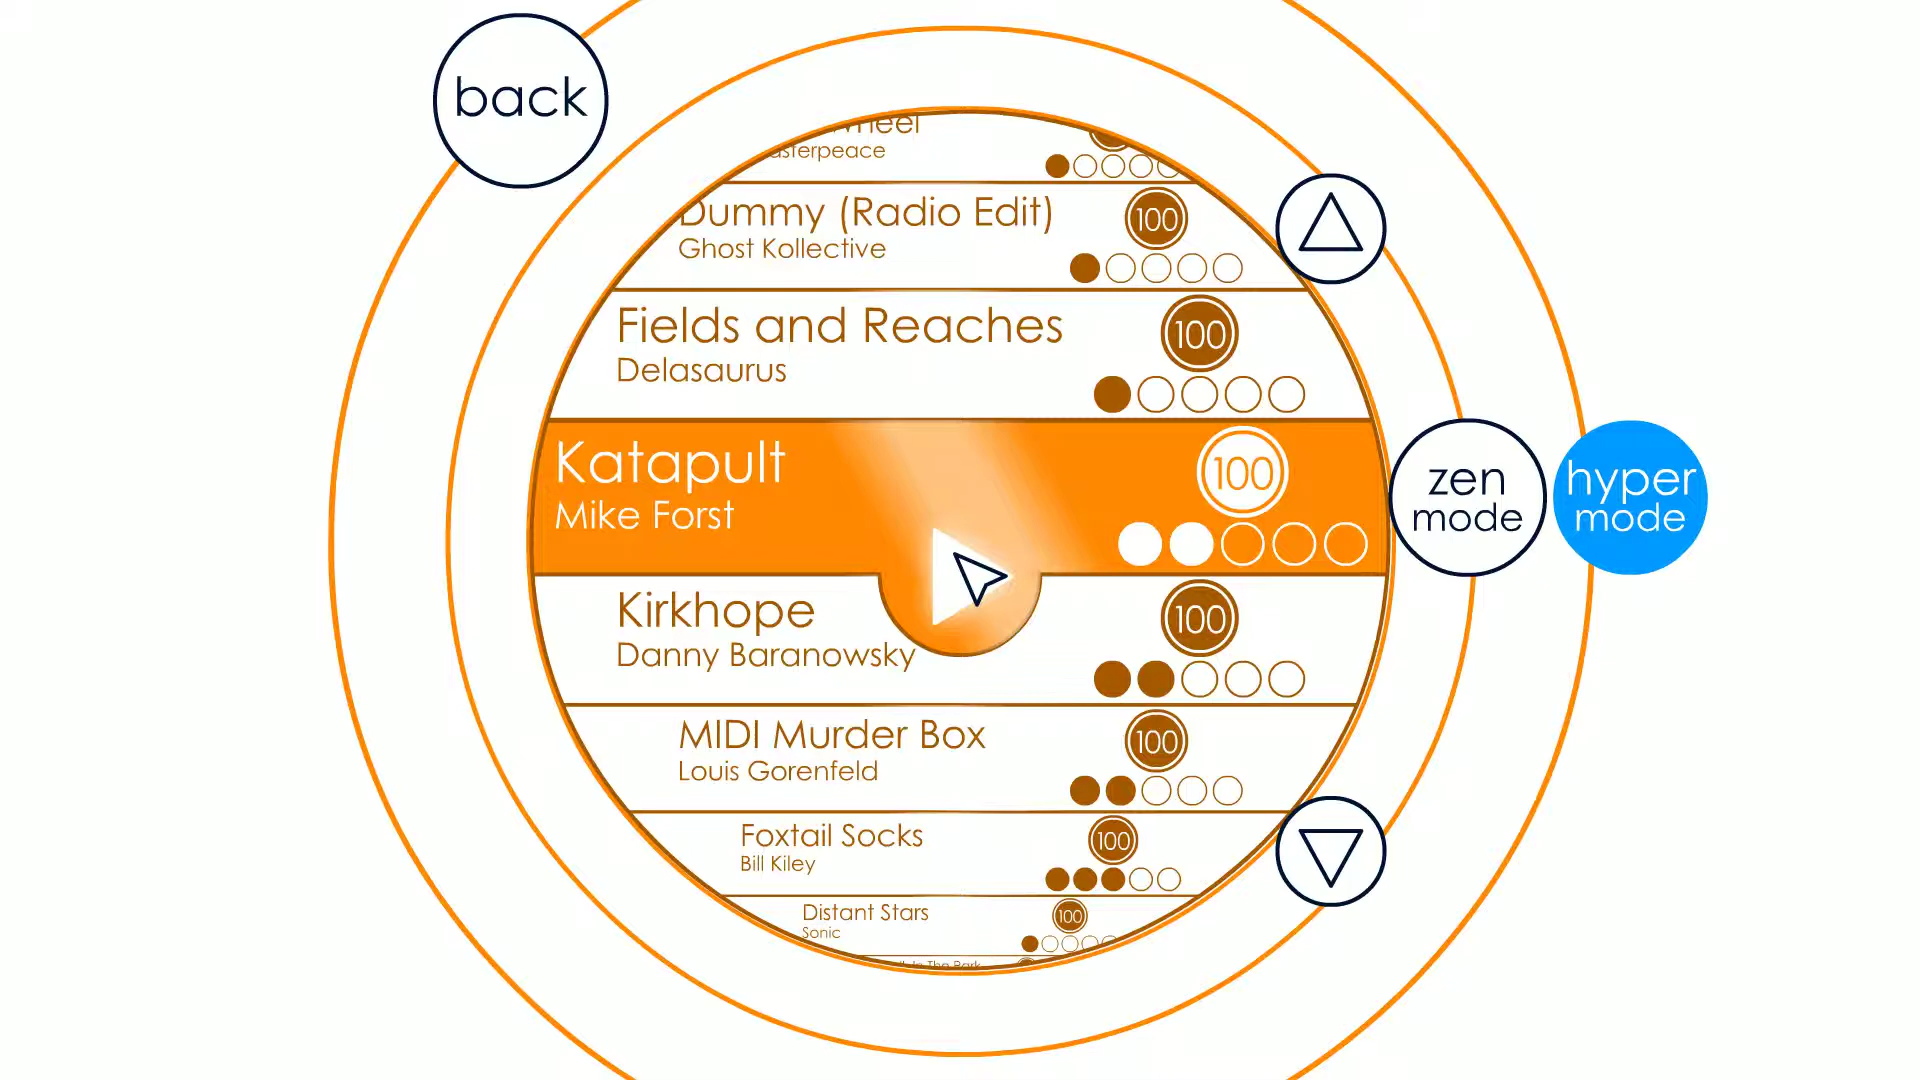 back
Dummy (Radio Edit)
100
Ghost Kollective
Fields and Reaches
100
Delasaurus
Katapult
100
Mike Forst
zen
mode
hyper
mode
Kirkhope
100
Danny Baranowsky
MIDI Murder Box
100
Louis Gorenfeld
Foxtail Socks
100
Bill Kiley
Distant Stars
100
Sonic